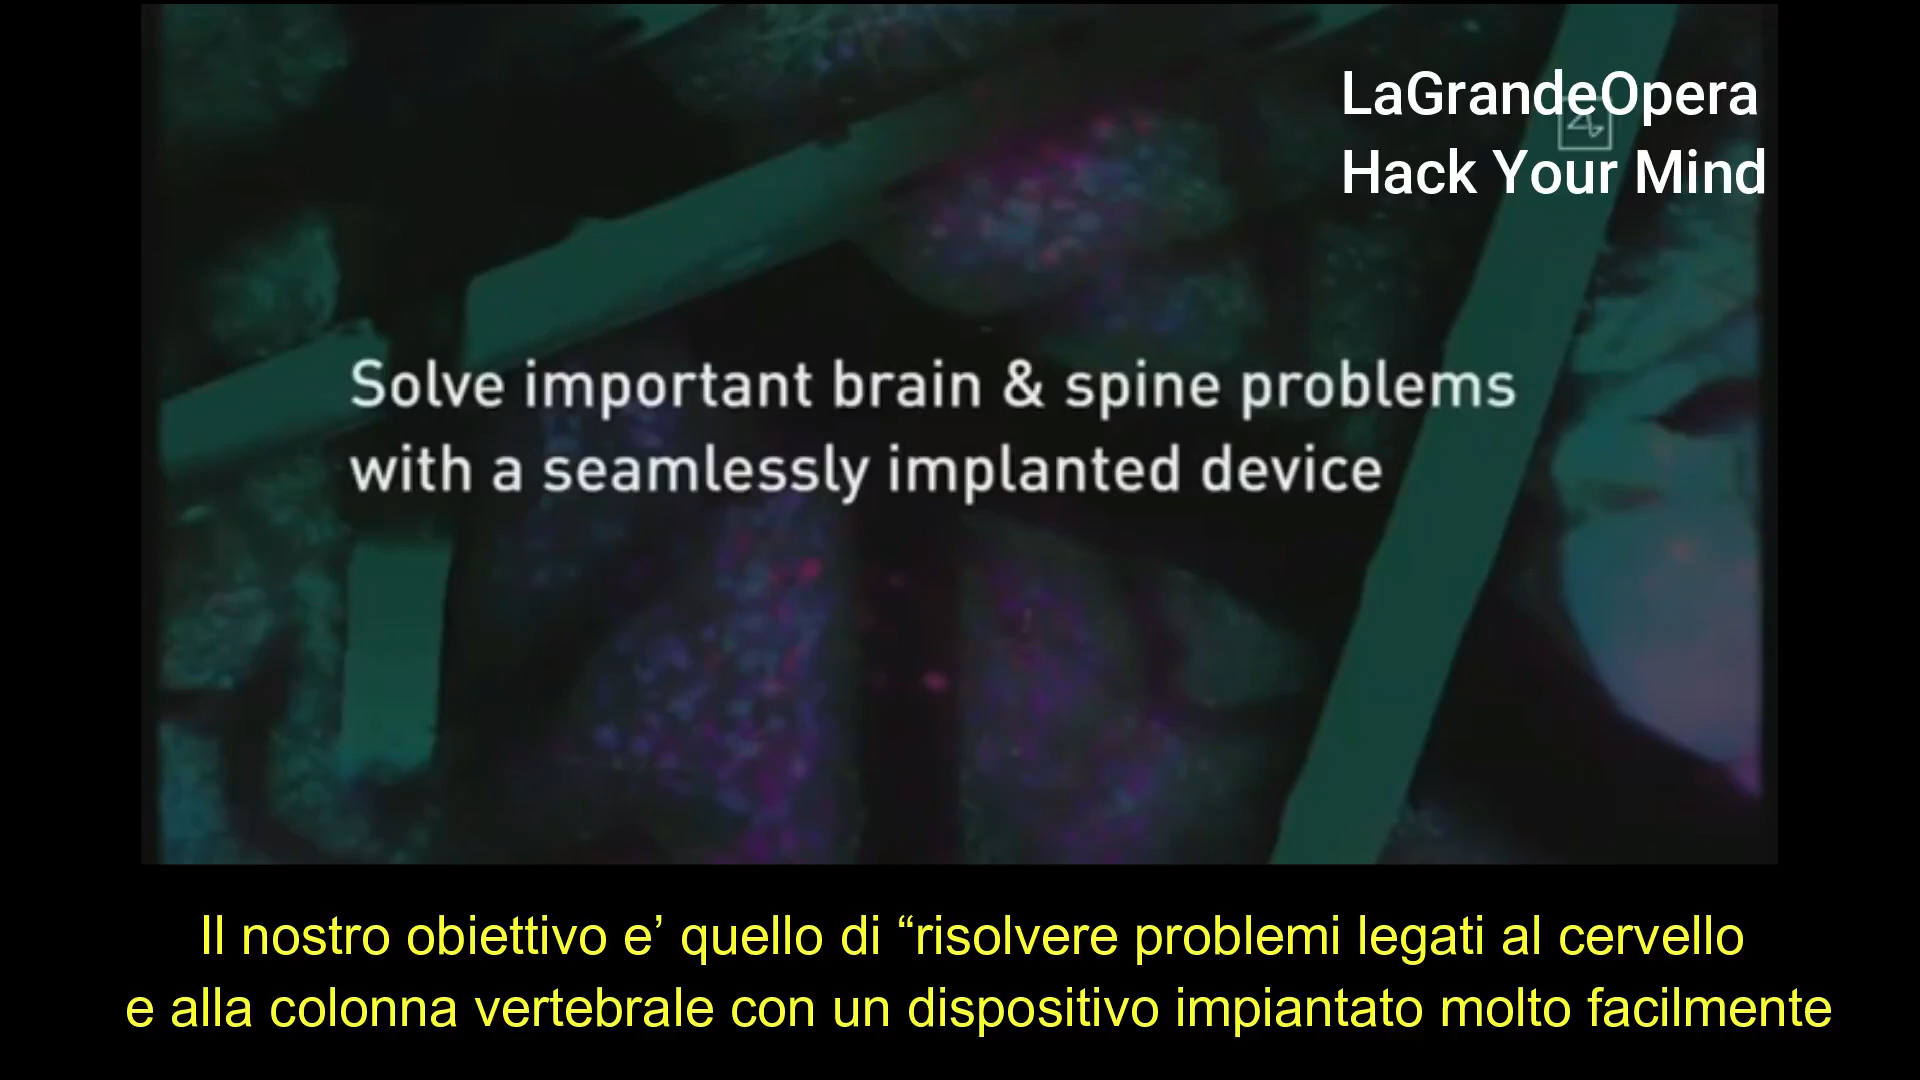 LaGrandeOpera
Hack Your Mind
Solve important brain & spine problems
with a seamlessly implanted device
Il nostro obiettivo e’ quello di “risolvere problemi legati al cervello
e alla colonna vertebrale con un dispositivo impiantato molto facilmente